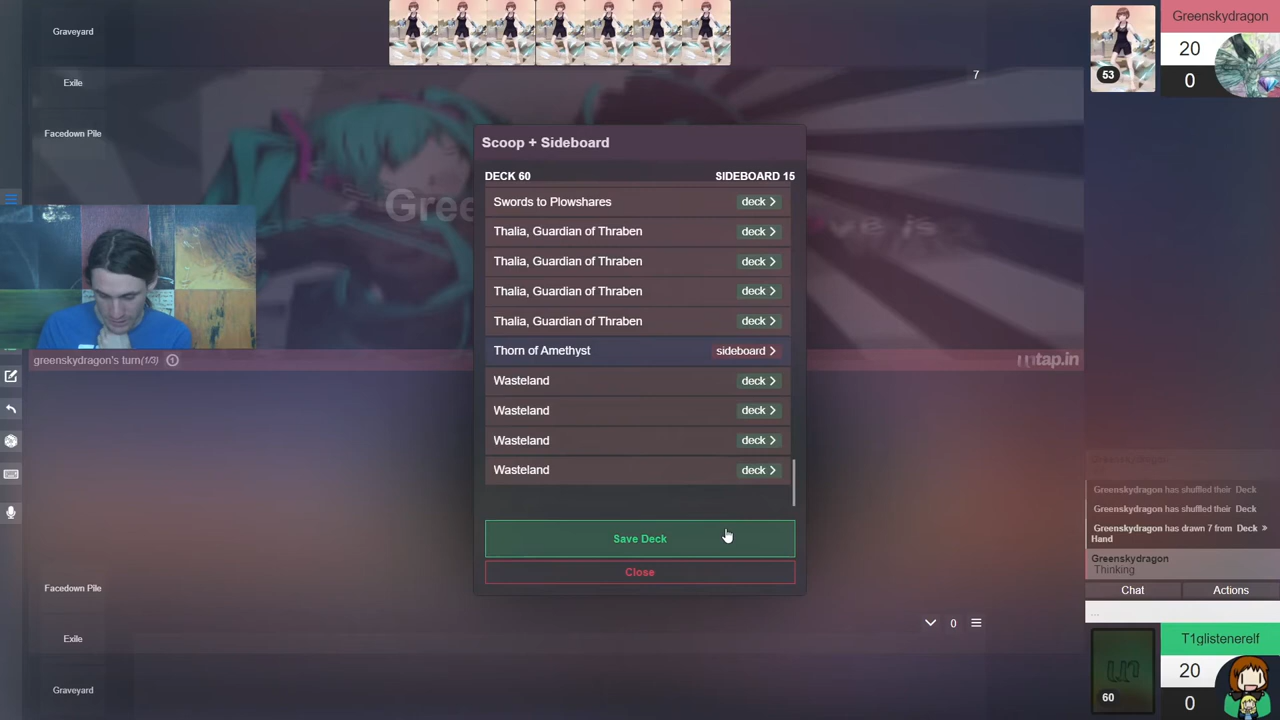 Graveyard
Exile
Facedown Pile
7
Greenskydragon
20
0
53
Scoop + Sideboard
DECK 60
SIDEBOARD 15
Swords to Plowshares
deck
Thalia, Guardian of Thraben
deck
Thalia, Guardian of Thraben
deck
Thalia, Guardian of Thraben
deck
Thalia, Guardian of Thraben
deck
Thorn of Amethyst
sideboard
Wasteland
deck
Wasteland
deck
Wasteland
deck
Wasteland
deck
Save Deck
Close
greenskydragon's turn(1/3)
untap.in
Greenskydragon has shuffled their Deck
Greenskydragon has shuffled their Deck
Greenskydragon has drawn 7 from Deck »
Hand
Greenskydragon
Thinking
Chat
Actions
...
Facedown Pile
Exile
Graveyard
0
T1glistenerelf
20
0
60